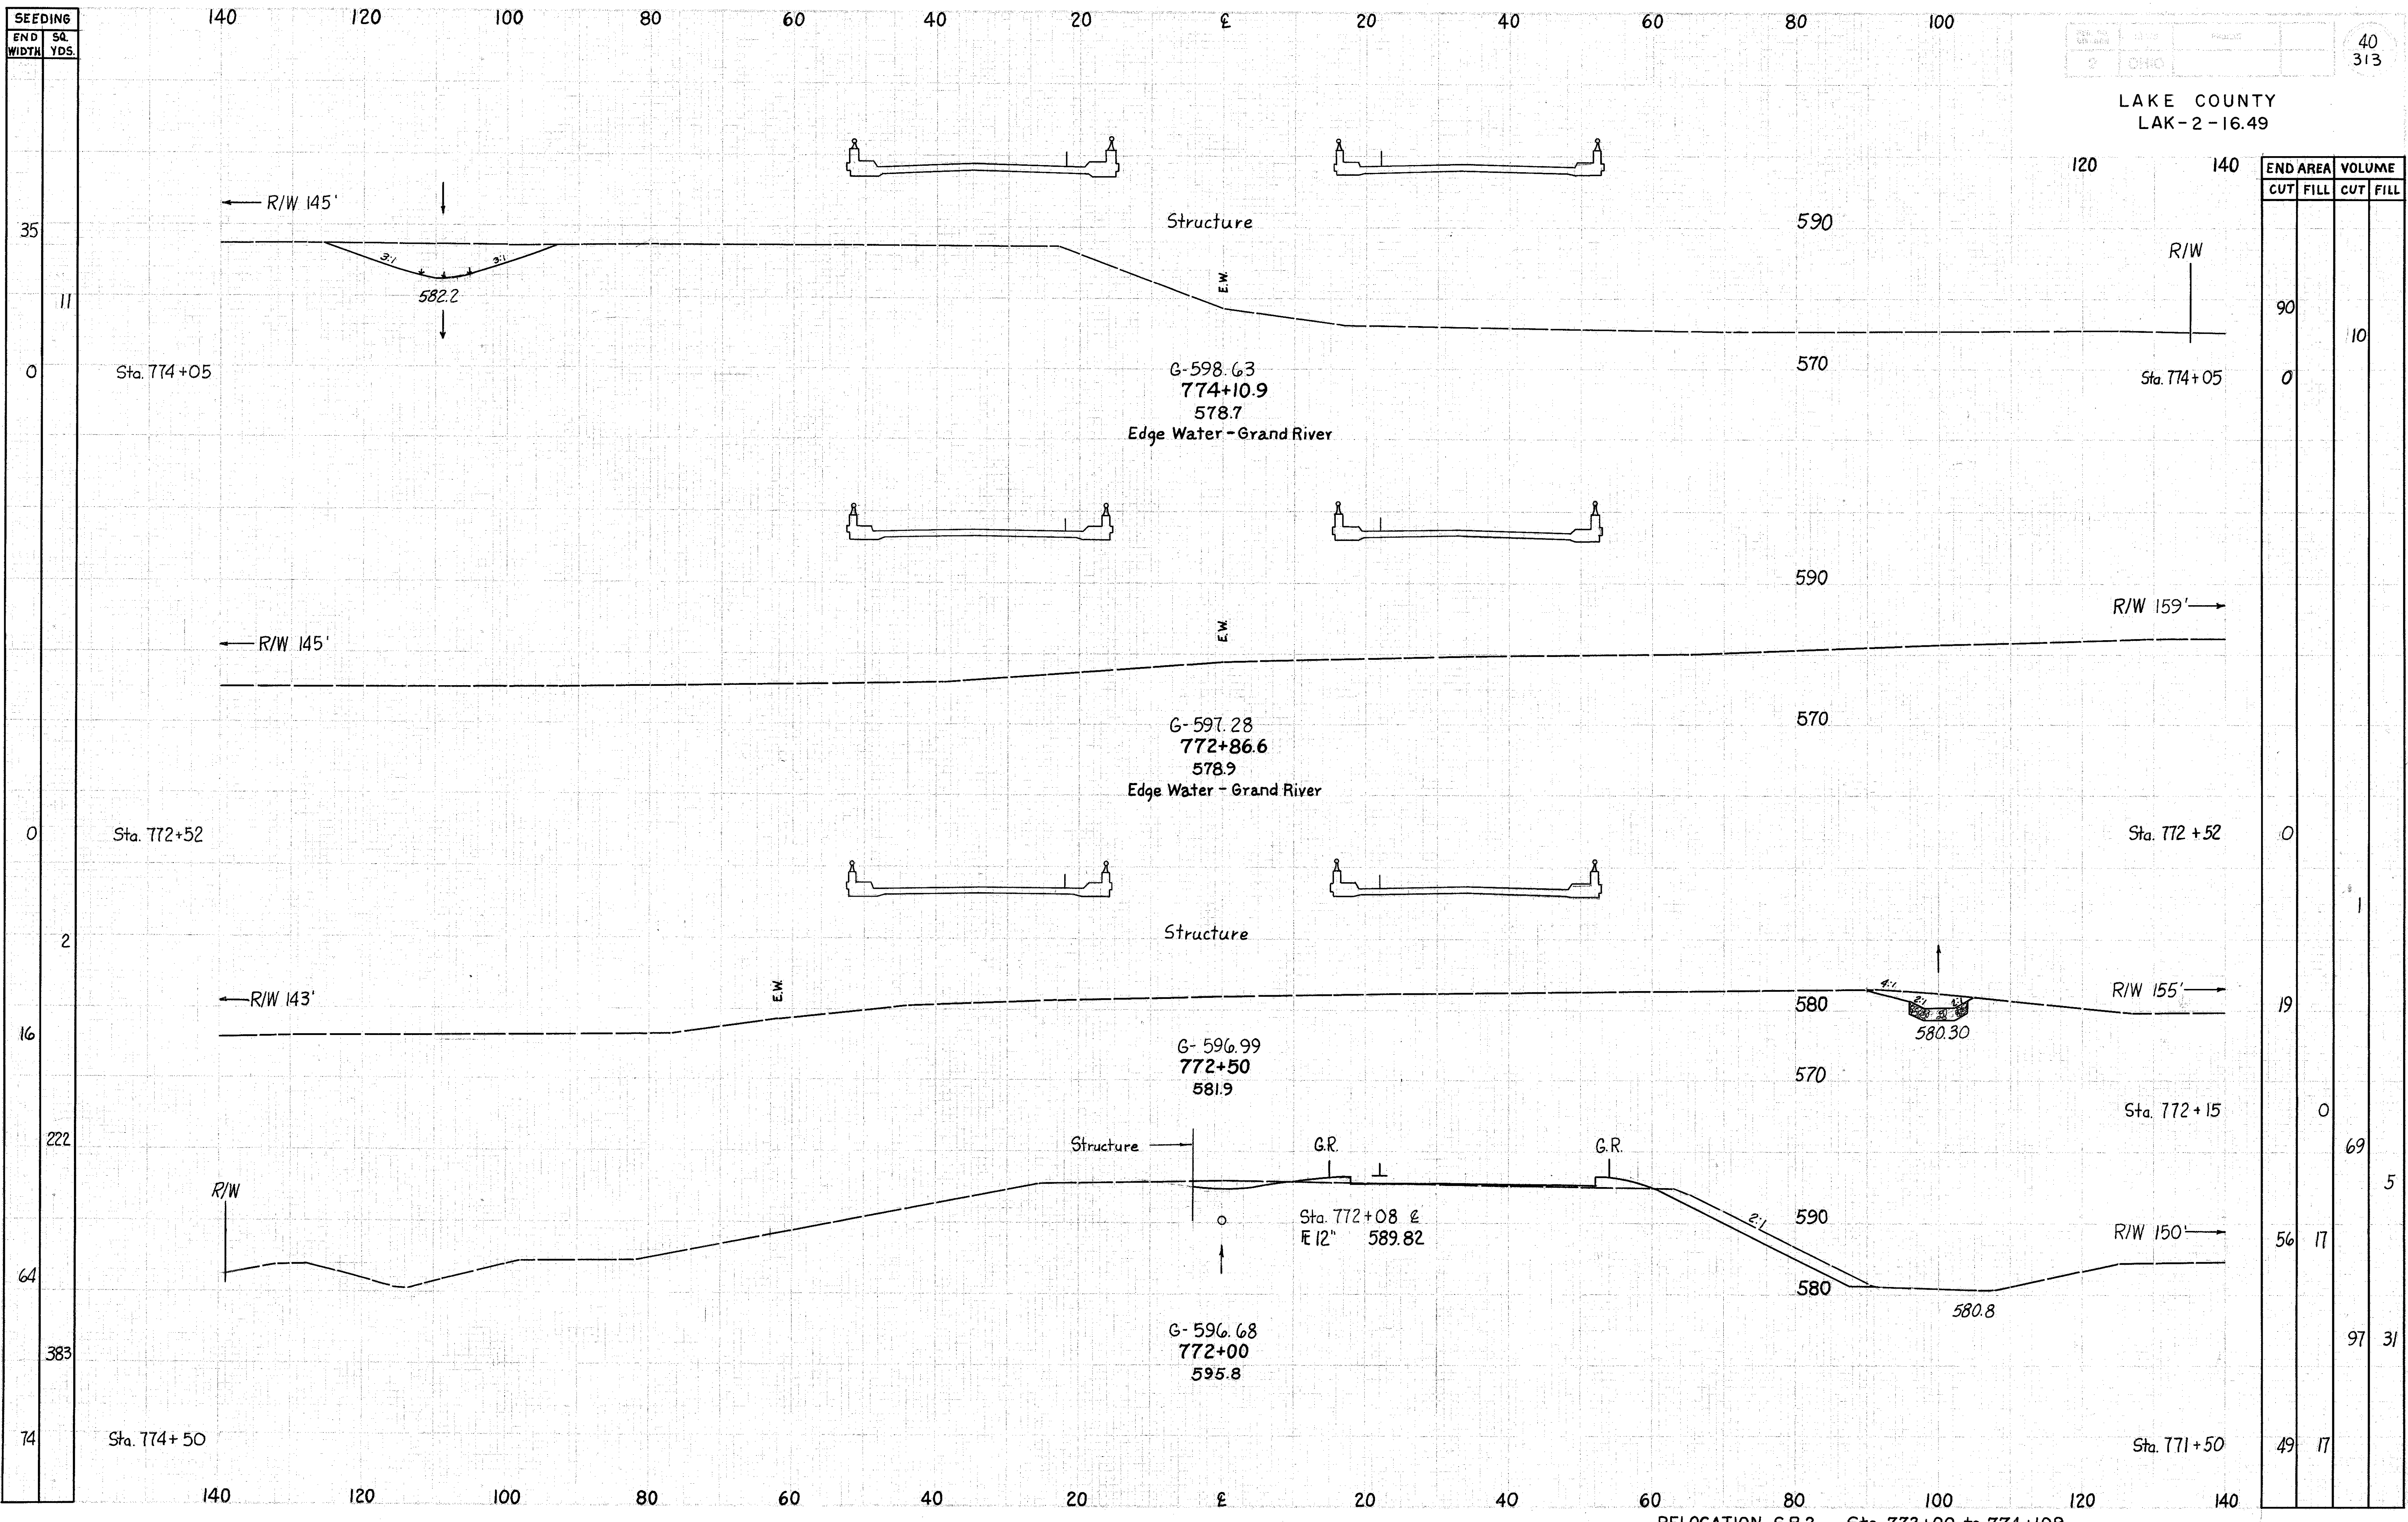 SEEDING
END WIDTH SQ. YDS.
140 120 100 80 60 40 20 ℄ 20 40 60 80 100
2 OHIO
40
313
LAKE COUNTY
LAK-2-16.49
120 140
END AREA VOLUME
CUT FILL CUT FILL
R/W 145'
35
Structure
590
R/W
3:1 3:1
582.2
E.W.
11
90
10
0
Sta. 774+05
G-598.63
774+10.9
578.7
Edge Water-Grand River
570
Sta. 774+05
0
590
R/W 159'
R/W 145'
E.W.
G-597.28
772+86.6
578.9
Edge Water - Grand River
570
0
Sta. 772+52
Sta. 772+52
0
1
2
Structure
R/W 143'
E.W.
4:1
2:1
580
580.30
R/W 155'
19
16
G-596.99
772+50
581.9
570
Sta. 772+15
0
222
Structure
G.R.
G.R.
69
5
R/W
Sta. 772+08 ℄
12" 589.82
2:1
590
R/W 150'
56 17
64
580
580.8
G-596.68
772+00
595.8
383
97 31
74
Sta. 774+50
Sta. 771+50
49 17
140 120 100 80 60 40 20 ℄ 20 40 60 80 100 120 140